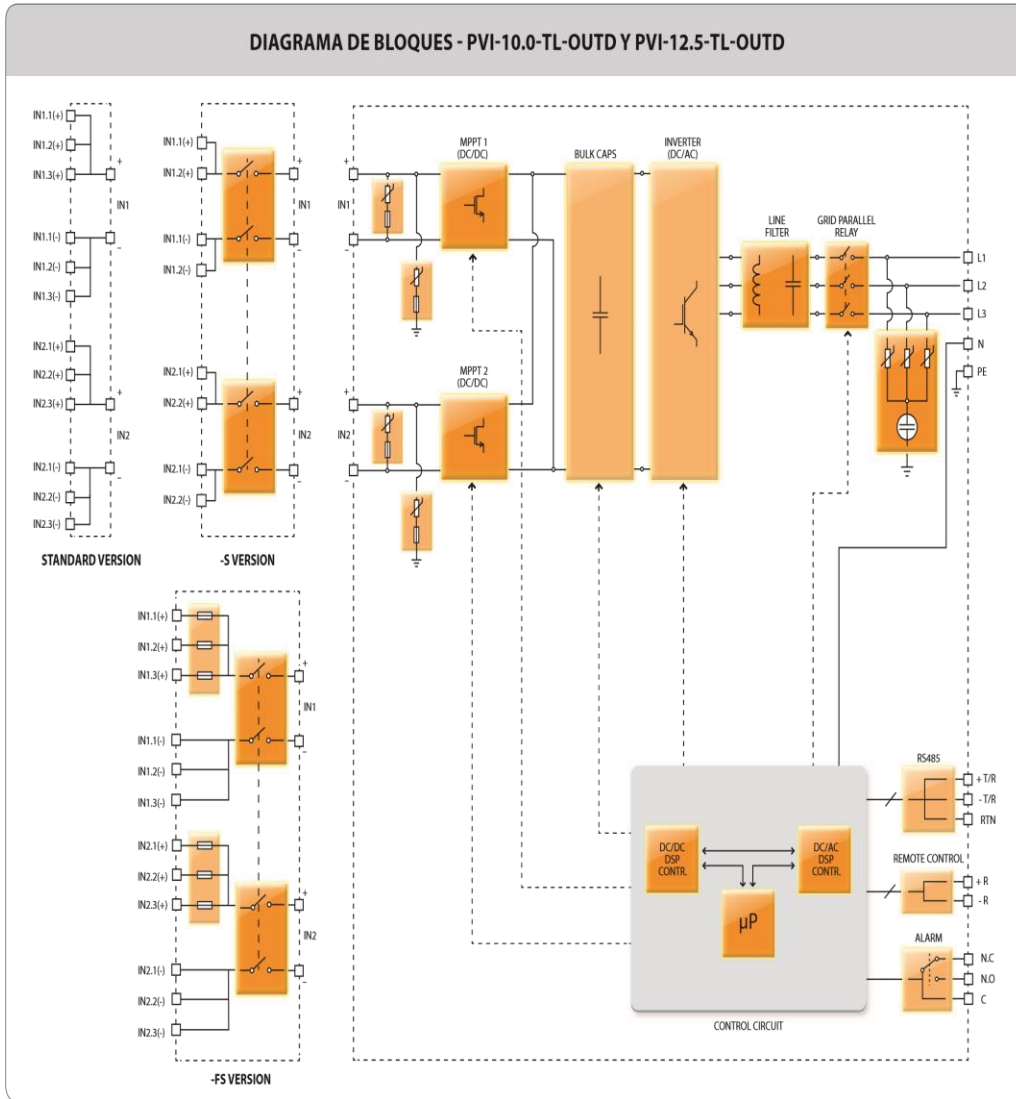 DIAGRAMA DE BLOQUES - PVI-10.0-TL-OUTD Y PVI-12.5-TL-OUTD
IN1.1(+)
IN1.2(+)
IN1.3(+)
+
IN1
−
IN1.1(-)
IN1.2(-)
IN1.3(-)
IN2.1(+)
IN2.2(+)
IN2.3(+)
+
IN2
−
IN2.1(-)
IN2.2(-)
IN2.3(-)
STANDARD VERSION
IN1.1(+)
IN1.2(+)
+
IN1
−
IN1.1(-)
IN1.2(-)
IN2.1(+)
IN2.2(+)
+
IN2
−
IN2.1(-)
IN2.2(-)
-S VERSION
IN1.1(+)
IN1.2(+)
IN1.3(+)
+
IN1
−
IN1.1(-)
IN1.2(-)
IN1.3(-)
IN2.1(+)
IN2.2(+)
IN2.3(+)
+
IN2
−
IN2.1(-)
IN2.2(-)
IN2.3(-)
-FS VERSION
+
IN1
−
+
IN2
−
MPPT 1
(DC/DC)
MPPT 2
(DC/DC)
BULK CAPS
INVERTER
(DC/AC)
LINE
FILTER
GRID PARALLEL
RELAY
L1
L2
L3
N
PE
DC/DC
DSP
CONTR.
DC/AC
DSP
CONTR.
µP
CONTROL CIRCUIT
RS485
+ T/R
- T/R
RTN
REMOTE CONTROL
+ R
- R
ALARM
N.C
N.O
C